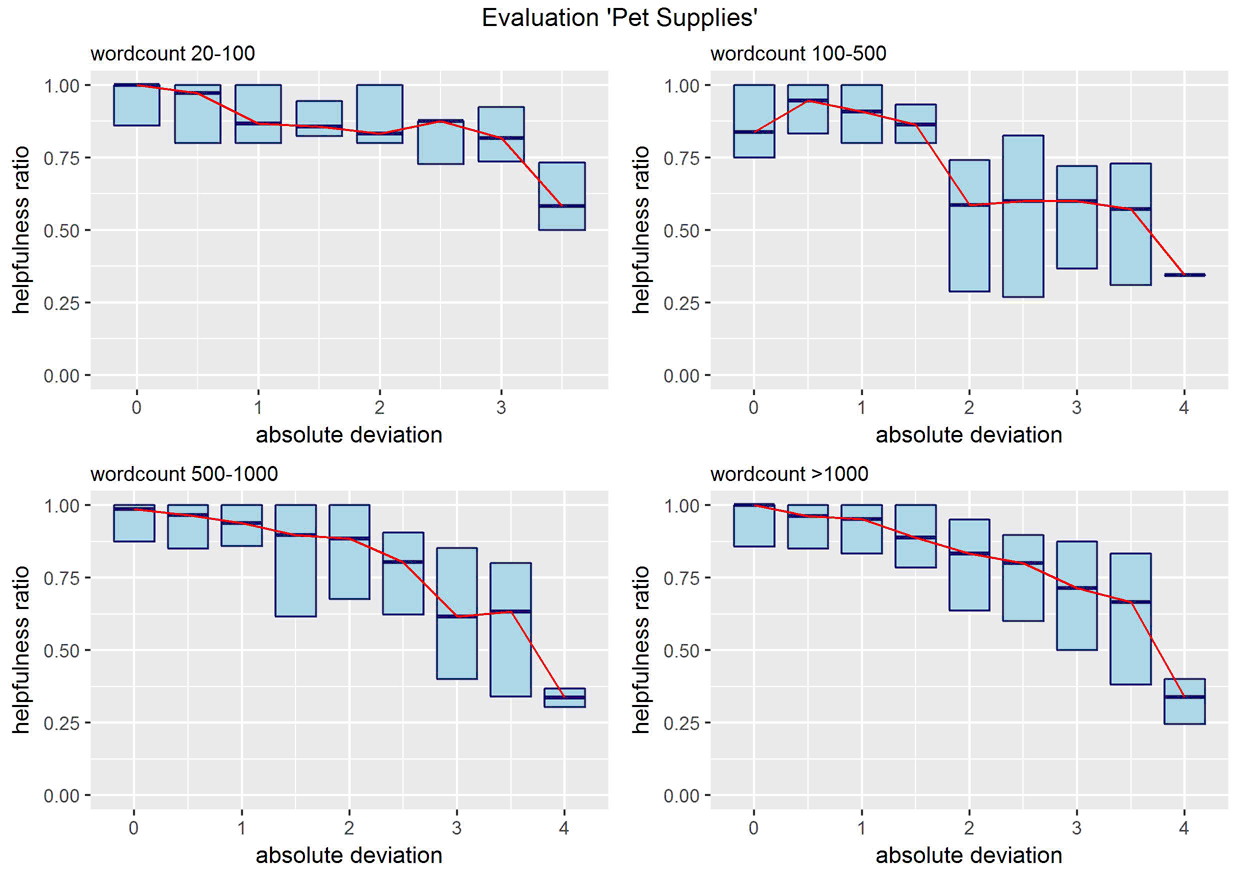 Evaluation 'Pet Supplies'
wordcount 20-100
helpfulness ratio
1.00
0.75
0.50
0.25
0.00
0 1 2 3
absolute deviation
wordcount 100-500
helpfulness ratio
1.00
0.75
0.50
0.25
0.00
0 1 2 3 4
absolute deviation
wordcount 500-1000
helpfulness ratio
1.00
0.75
0.50
0.25
0.00
0 1 2 3 4
absolute deviation
wordcount >1000
helpfulness ratio
1.00
0.75
0.50
0.25
0.00
0 1 2 3 4
absolute deviation